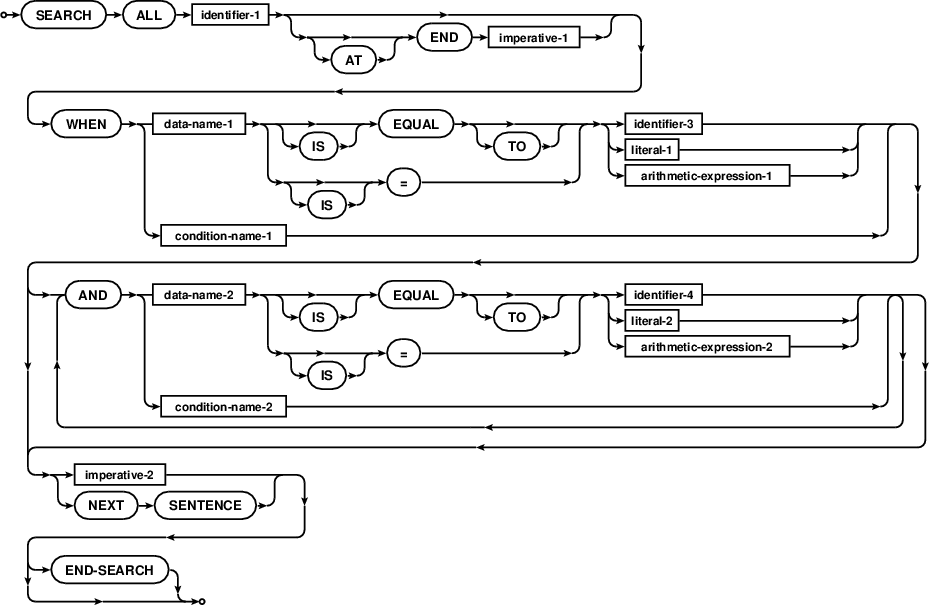 SEARCH ALL identifier-1
AT END imperative-1
WHEN data-name-1 IS EQUAL TO identifier-3
literal-1
IS = arithmetic-expression-1
condition-name-1
AND data-name-2 IS EQUAL TO identifier-4
literal-2
IS = arithmetic-expression-2
condition-name-2
imperative-2
NEXT SENTENCE
END-SEARCH